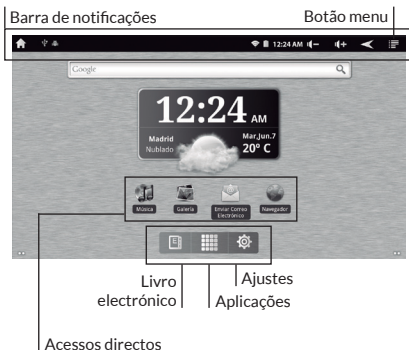 Barra de notificações
Botão menu
12:24 AM
Google
12:24 AM
Madrid
Nublado
Mar,Jun.7
20º C
Música
Galería
Enviar Correo
Electrónico
Navegador
E
Livro
electrónico
Ajustes
Aplicações
Acessos directos